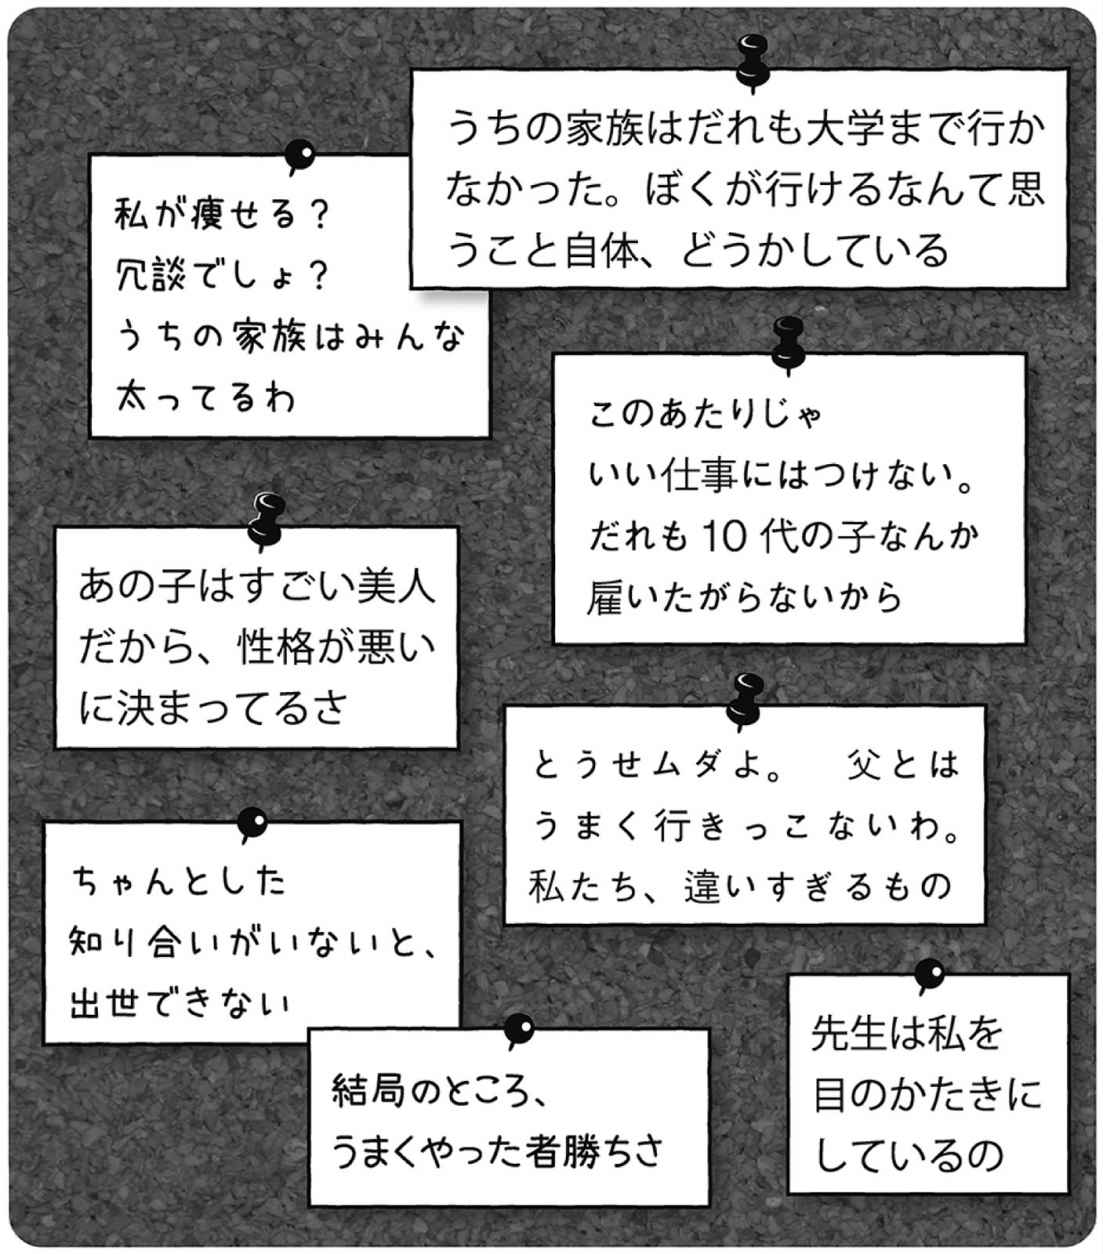 うちの家族はだれも大学まで行か
なかった。ぼくが行けるなんて思
うこと自体、どうかしている
私が痩せる？
冗談でしょ？
うちの家族はみんな
太ってるわ
このあたりじゃ
いい仕事にはつけない。
だれも10代の子なんか
雇いたがらないから
あの子はすごい美人
だから、性格が悪い
に決まってるさ
とうせムダよ。　父とは
うまく行きっこないわ。
私たち、違いすぎるもの
ちゃんとした
知り合いがいないと、
出世できない
結局のところ、
うまくやった者勝ちさ
先生は私を
目のかたきに
しているの